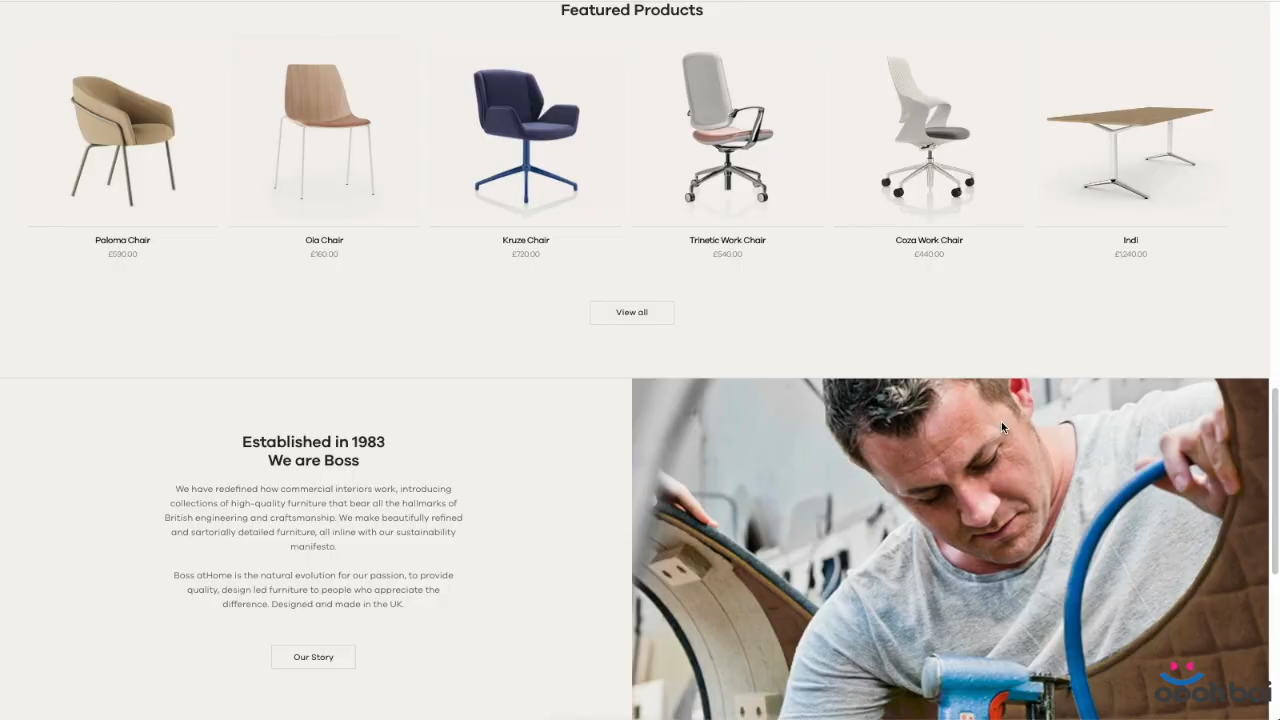 Featured Products
Paloma Chair
£590.00
Ola Chair
£160.00
Kruze Chair
£720.00
Trinetic Work Chair
£540.00
Coza Work Chair
£440.00
Indi
£1,240.00
View all
Established in 1983
We are Boss
We have redefined how commercial interiors work, introducing
collections of high-quality furniture that bear all the hallmarks of
British engineering and craftsmanship. We make beautifully refined
and sartorially detailed furniture, all inline with our sustainability
manifesto.
Boss atHome is the natural evolution for our passion, to provide
quality, design led furniture to people who appreciate the
difference. Designed and made in the UK.
Our Story